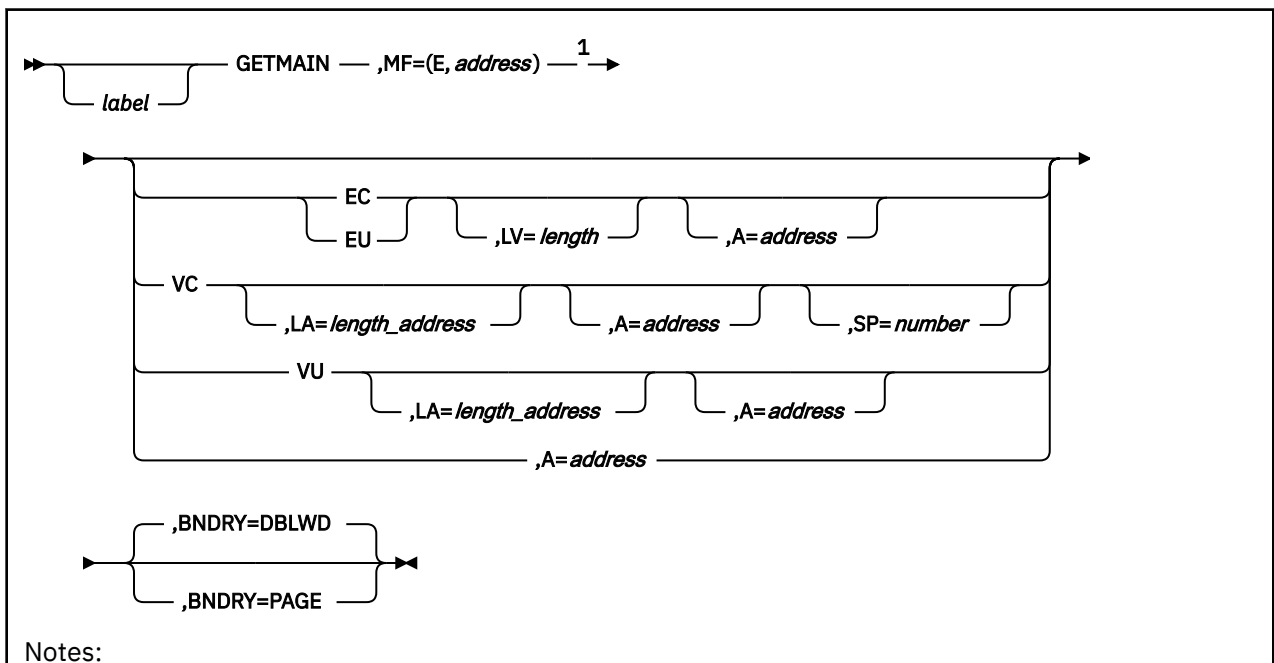 GETMAIN ,MF=(E, address) 1
label
EC
EU ,LV= length ,A= address
VC
,LA= length_address ,A= address ,SP= number
VU
,LA= length_address ,A= address
,A= address
,BNDRY=DBLWD
,BNDRY=PAGE
Notes: